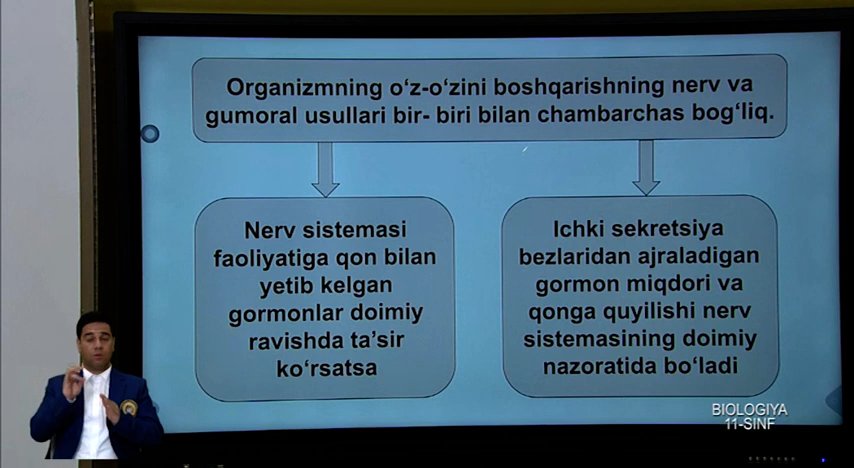 Organizmning o‘z-o‘zini boshqarishning nerv va
gumoral usullari bir- biri bilan chambarchas bog‘liq.
Nerv sistemasi
faoliyatiga qon bilan
yetib kelgan
gormonlar doimiy
ravishda ta’sir
ko‘rsatsa
Ichki sekretsiya
bezlaridan ajraladigan
gormon miqdori va
qonga quyilishi nerv
sistemasining doimiy
nazoratida bo‘ladi
BIOLOGIYA
11-SINF